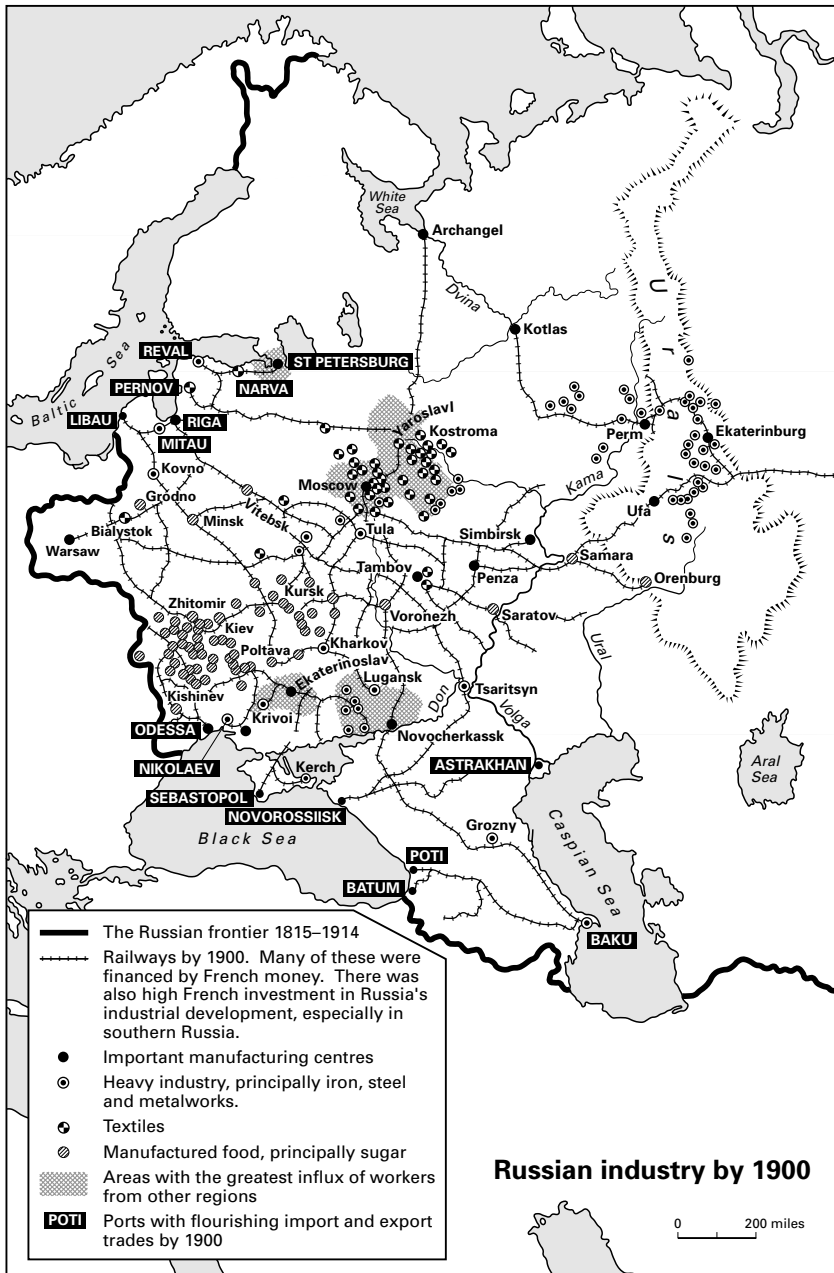 White
Sea
Archangel
Dvina
Kotlas
Urals
Baltic Sea
REVAL
ST PETERSBURG
PERNOV
NARVA
LIBAU
RIGA
MITAU
Yaroslavl
Kostroma
Perm
Ekaterinburg
Kovno
Kama
Moscow
Grodno
Vitebsk
Ufa
Minsk
Bialystok
Tula
Simbirsk
Warsaw
Samara
Tambov
Penza
Orenburg
Zhitomir
Kursk
Voronezh
Saratov
Kiev
Poltava
Kharkov
Ural
Ekaterinoslav
Lugansk
Kishinev
Don
Tsaritsyn
Volga
Krivoi
ODESSA
Novocherkassk
NIKOLAEV
Kerch
ASTRAKHAN
Aral
Sea
SEBASTOPOL
NOVOROSSIISK
Black Sea
Grozny
Caspian Sea
POTI
BATUM
BAKU
The Russian frontier 1815–1914
Railways by 1900. Many of these were
financed by French money. There was
also high French investment in Russia's
industrial development, especially in
southern Russia.
Important manufacturing centres
Heavy industry, principally iron, steel
and metalworks.
Textiles
Manufactured food, principally sugar
Areas with the greatest influx of workers
from other regions
POTI Ports with flourishing import and export
trades by 1900
Russian industry by 1900
0 200 miles